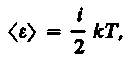 ⟨ε⟩ = i/2 kT,